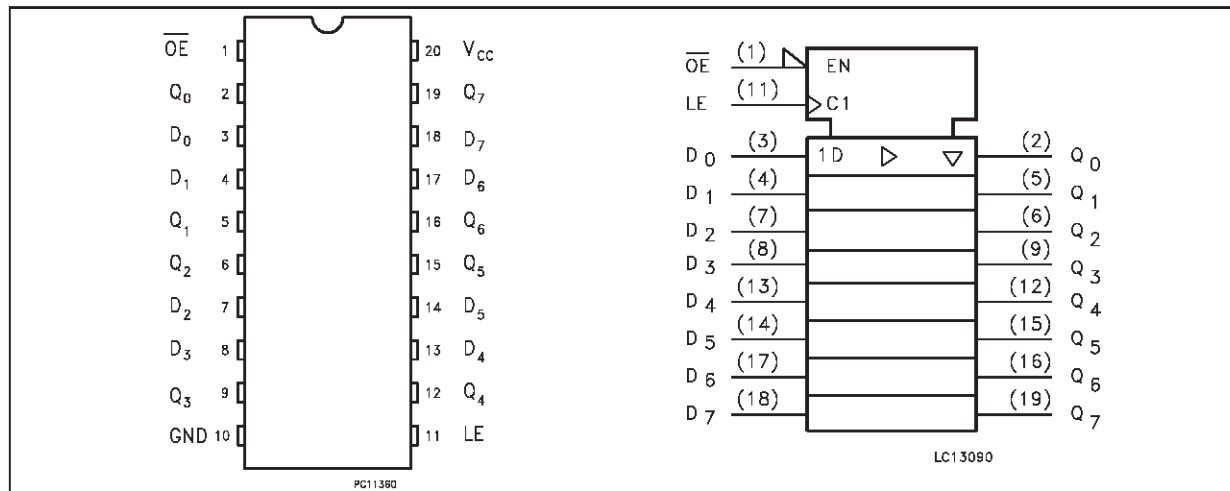 O̅E̅ 1
Q0 2
D0 3
D1 4
Q1 5
Q2 6
D2 7
D3 8
Q3 9
GND 10
20 VCC
19 Q7
18 D7
17 D6
16 Q6
15 Q5
14 D5
13 D4
12 Q4
11 LE
PC11380
O̅E̅ (1) EN
LE (11) C1
D0 (3) 1D (2) Q0
D1 (4) (5) Q1
D2 (7) (6) Q2
D3 (8) (9) Q3
D4 (13) (12) Q4
D5 (14) (15) Q5
D6 (17) (16) Q6
D7 (18) (19) Q7
LC13090